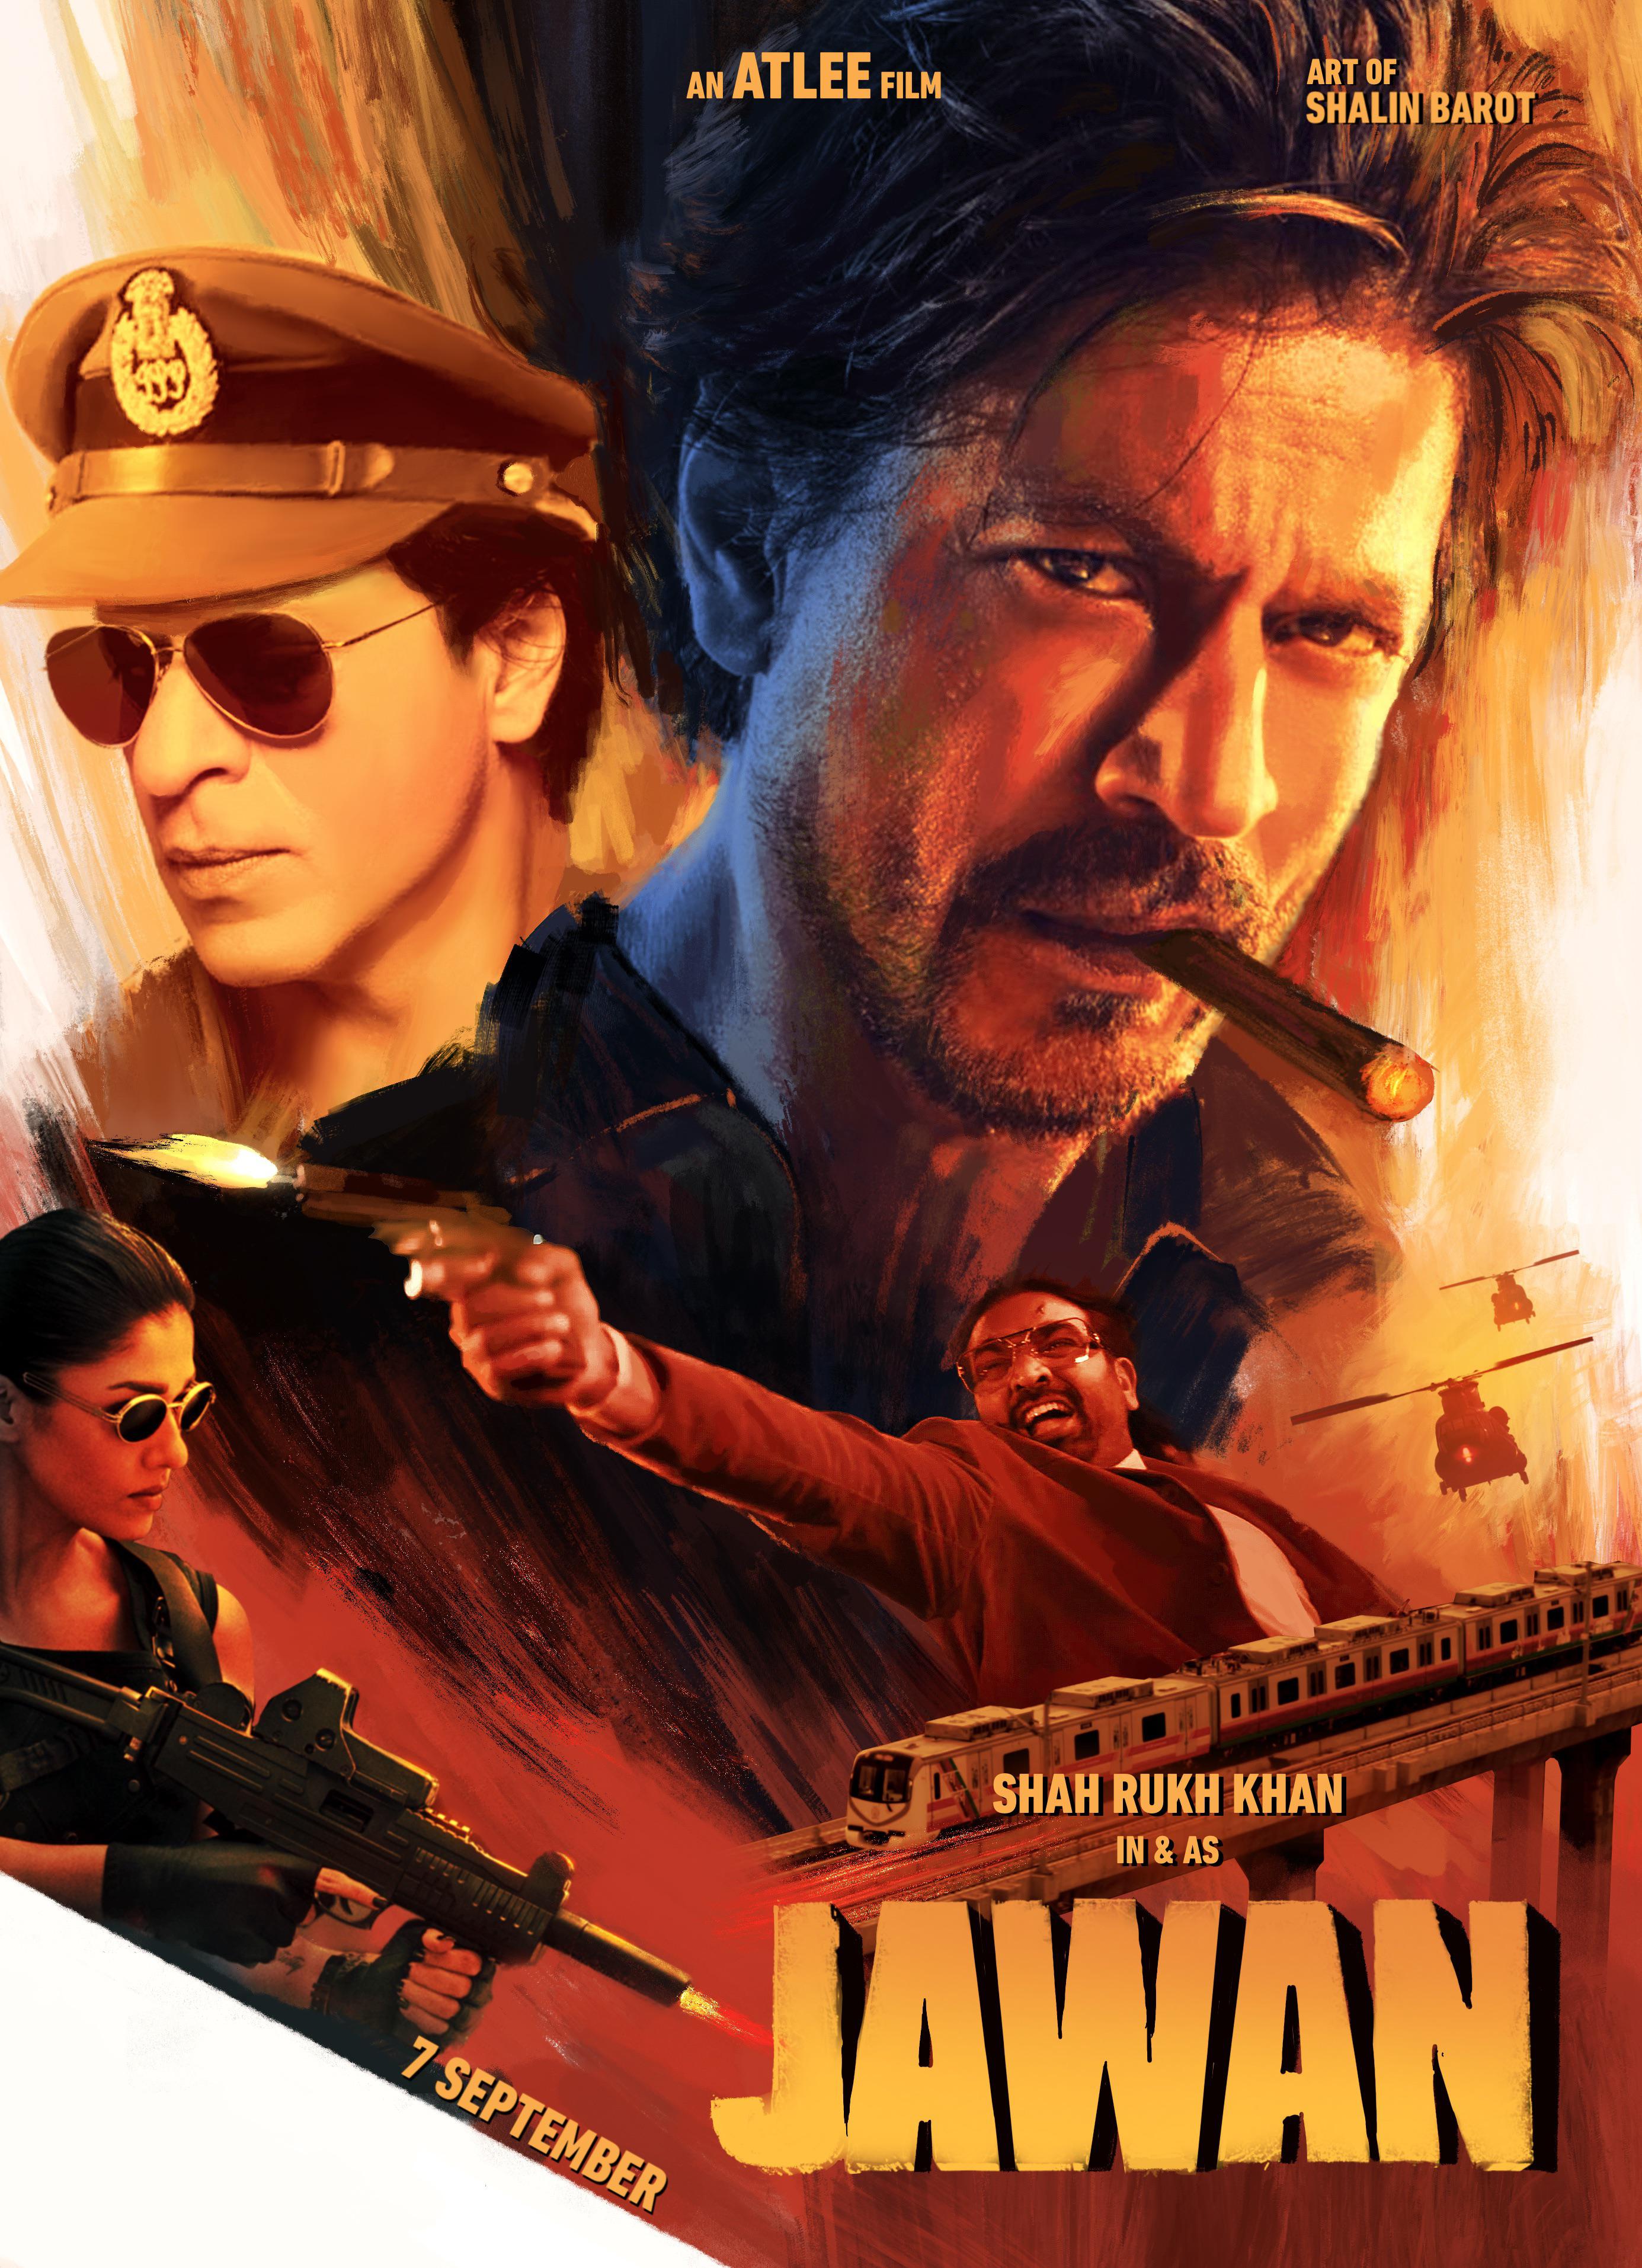 AN ATLEE FILM
ART OF
SHALIN BAROT
SHAH RUKH KHAN
IN & AS
JAWAN
7 SEPTEMBER